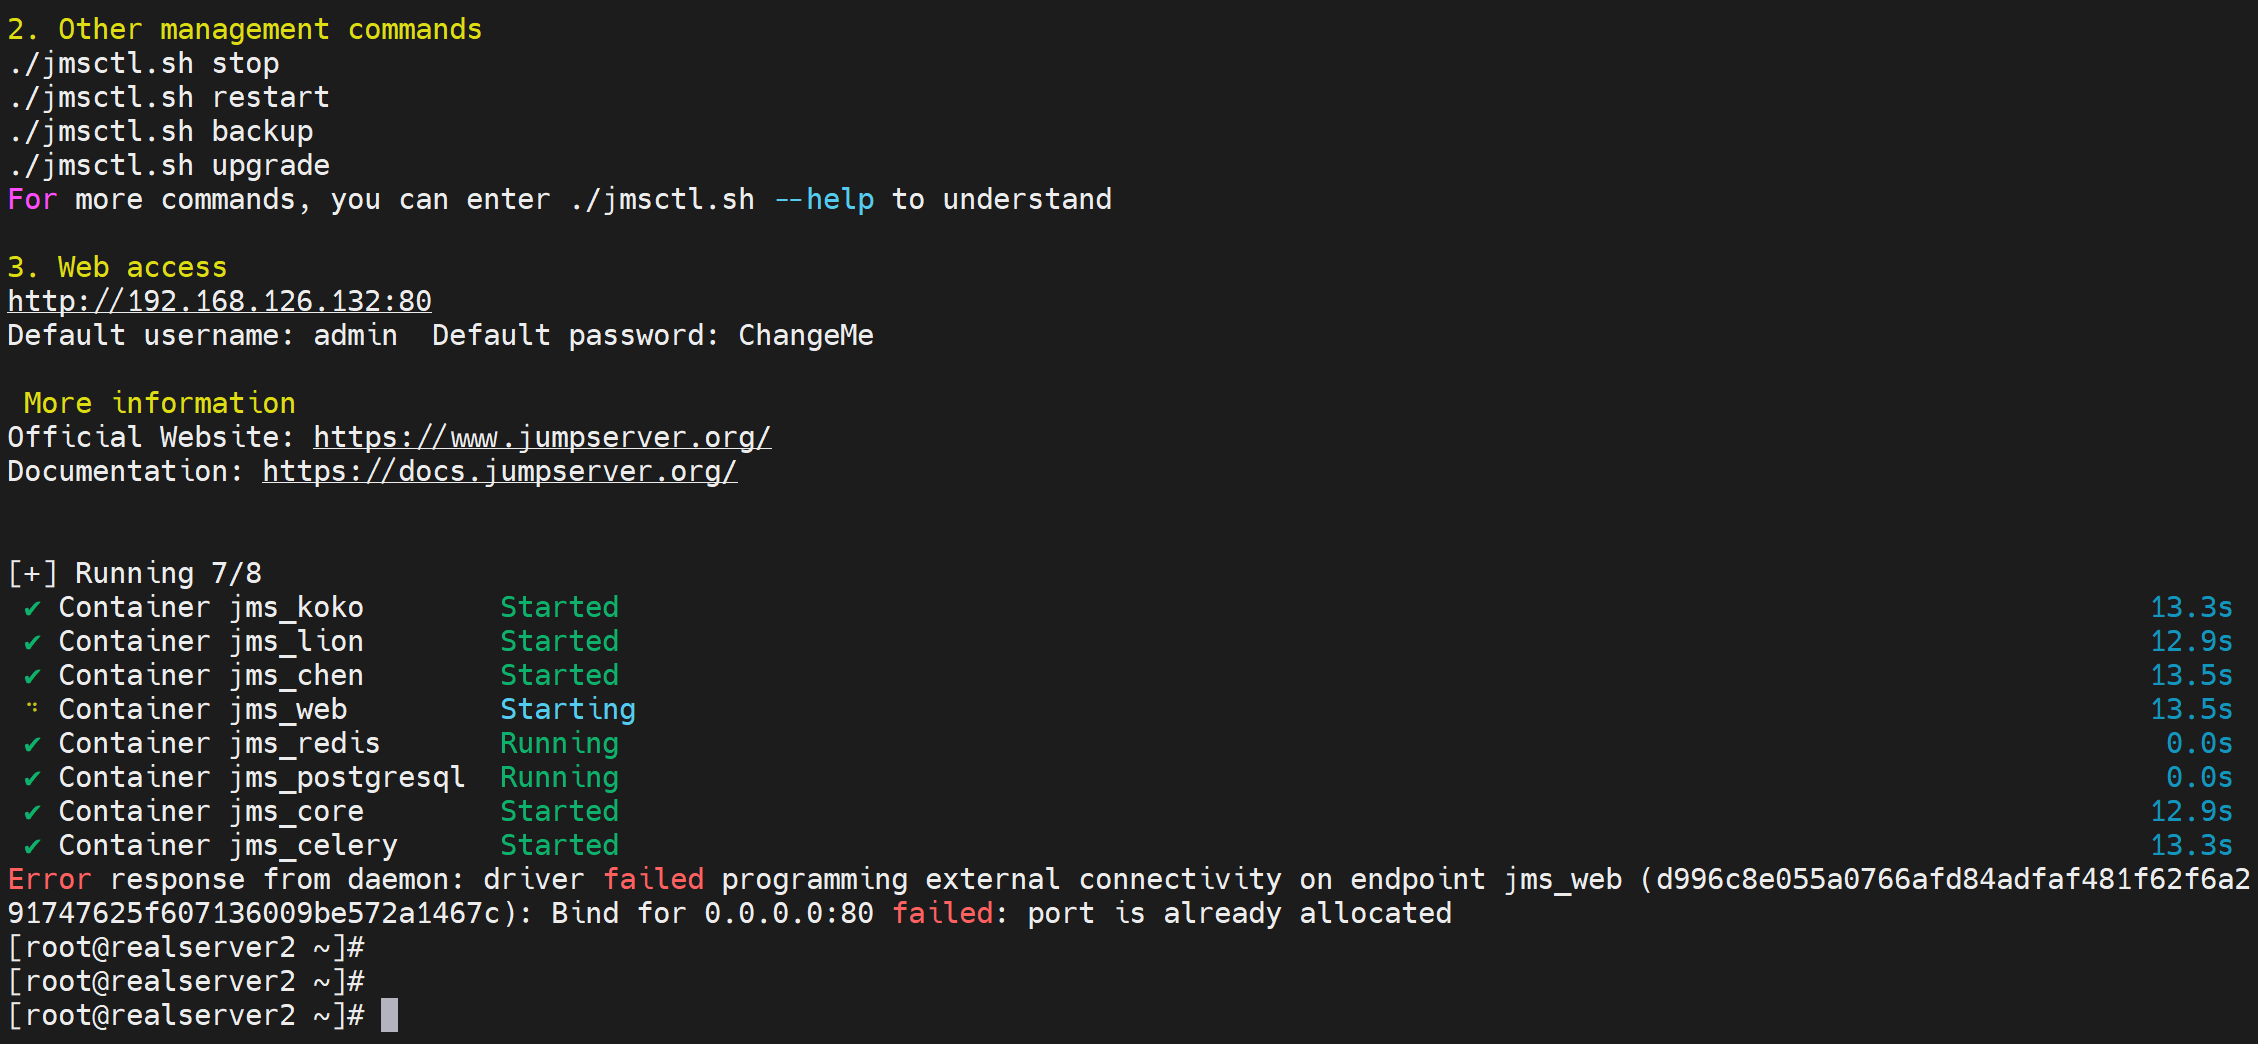 2. Other management commands
./jmsctl.sh stop
./jmsctl.sh restart
./jmsctl.sh backup
./jmsctl.sh upgrade
For more commands, you can enter ./jmsctl.sh --help to understand
3. Web access
http://192.168.126.132:80
Default username: admin  Default password: ChangeMe
More information
Official Website: https://www.jumpserver.org/
Documentation: https://docs.jumpserver.org/
[+] Running 7/8
✔ Container jms_koko Started 13.3s
✔ Container jms_lion Started 12.9s
✔ Container jms_chen Started 13.5s
⠙ Container jms_web Starting 13.5s
✔ Container jms_redis Running 0.0s
✔ Container jms_postgresql Running 0.0s
✔ Container jms_core Started 12.9s
✔ Container jms_celery Started 13.3s
Error response from daemon: driver failed programming external connectivity on endpoint jms_web (d996c8e055a0766afd84adfaf481f62f6a2
91747625f607136009be572a1467c): Bind for 0.0.0.0:80 failed: port is already allocated
[root@realserver2 ~]#
[root@realserver2 ~]#
[root@realserver2 ~]#